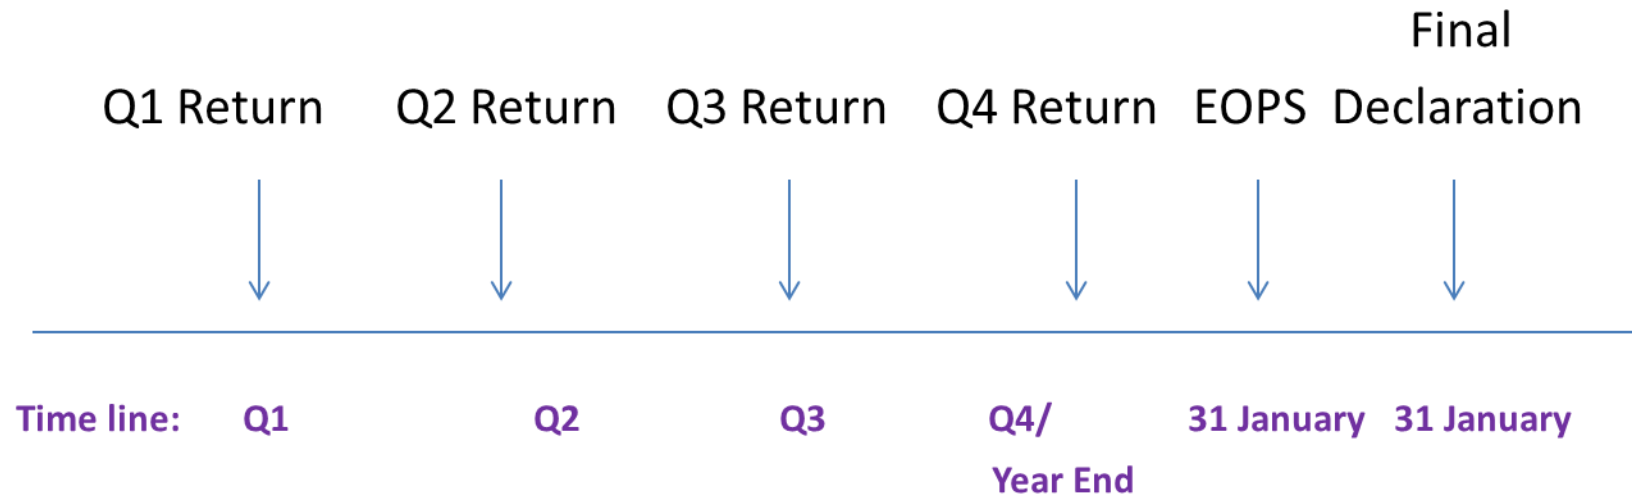 Final
Q1 Return Q2 Return Q3 Return Q4 Return EOPS Declaration
Time line: Q1 Q2 Q3 Q4/ 31 January 31 January
Year End